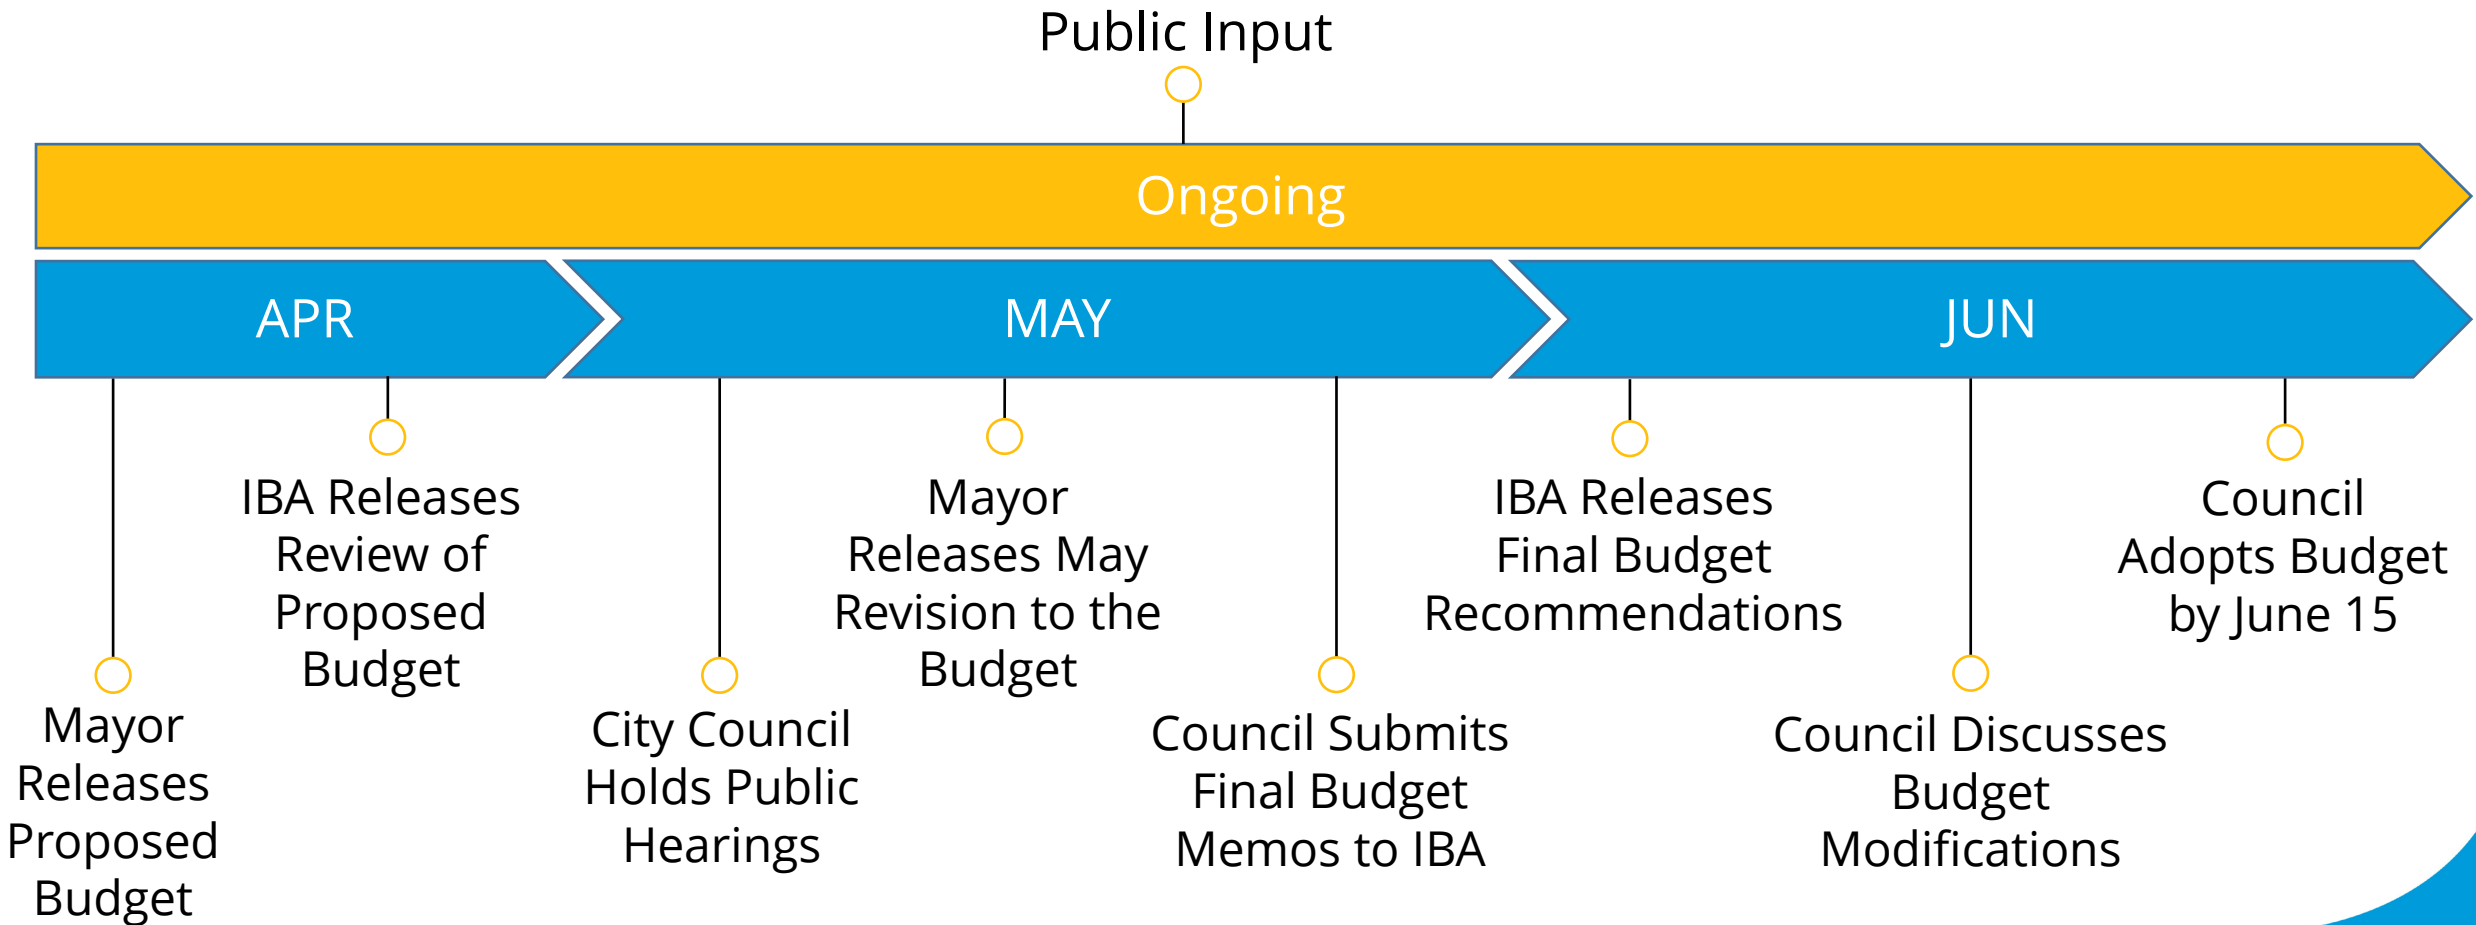 Public Input
Ongoing
APR
MAY
JUN
Mayor
Releases
Proposed
Budget
IBA Releases
Review of
Proposed
Budget
City Council
Holds Public
Hearings
Mayor
Releases May
Revision to the
Budget
Council Submits
Final Budget
Memos to IBA
IBA Releases
Final Budget
Recommendations
Council Discusses
Budget
Modifications
Council
Adopts Budget
by June 15